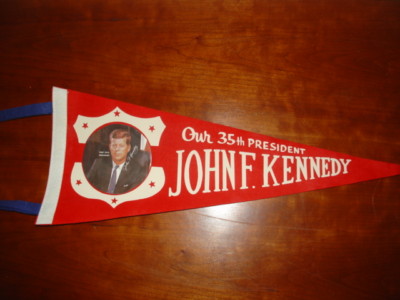 Our 35th PRESIDENT
JOHN F. KENNEDY